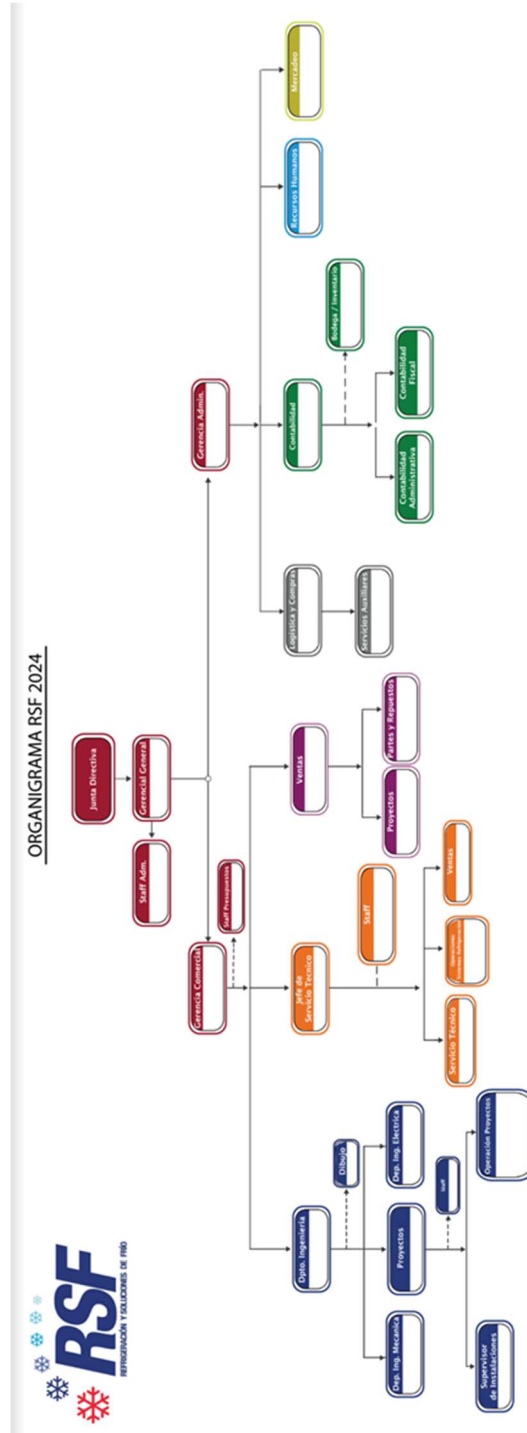 ORGANIGRAMA RSF 2024
RSF
REFRIGERACIÓN Y SOLUCIONES DE FRÍO
Junta Directiva
Gerencial General
Staff Adm.
Gerencia Comercial
Gerencia Admin.
Staff Presupuestos
Dpto. Ingeniería
Jefe de
Servicio Tecnico
Ventas
Logistica y Compras
Contabilidad
Recursos Humanos
Mercadeo
Dibujo
Staff
Bodega / Inventario
Servicios Auxiliares
Dep. Ing. Mecanica
Proyectos
Dep. Ing. Electrica
Proyectos
Partes y Repuestos
Contabilidad
Administrativa
Contabilidad
Fiscal
Staff
Servicio Técnico
Operaciones
Ventas
Supervisor
de Instalaciones
Operación Proyectos